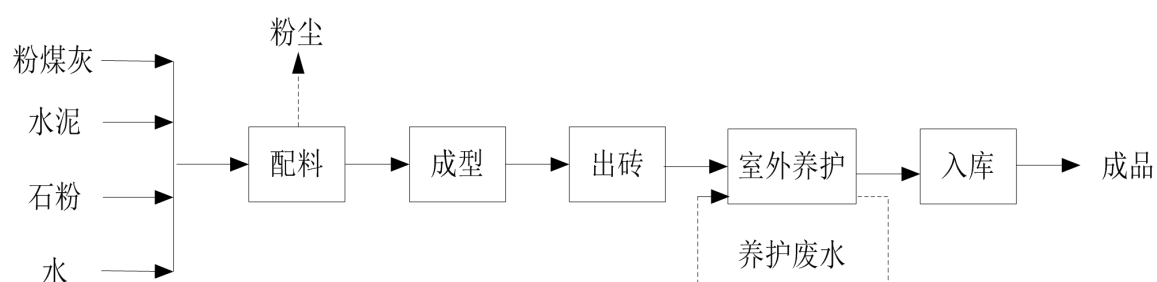 粉尘
粉煤灰
水泥
石粉
水
配料
成型
出砖
室外养护
入库
成品
养护废水